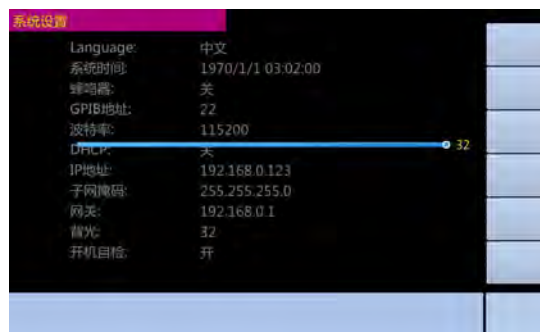 系统设置
Language: 中文
系统时间: 1970/1/1 03:02:00
蜂鸣器: 关
GPIB地址: 22
波特率: 115200
32
DHCP: 关
IP地址: 192.168.0.123
子网掩码: 255.255.255.0
网关: 192.168.0.1
背光: 32
开机自检: 开